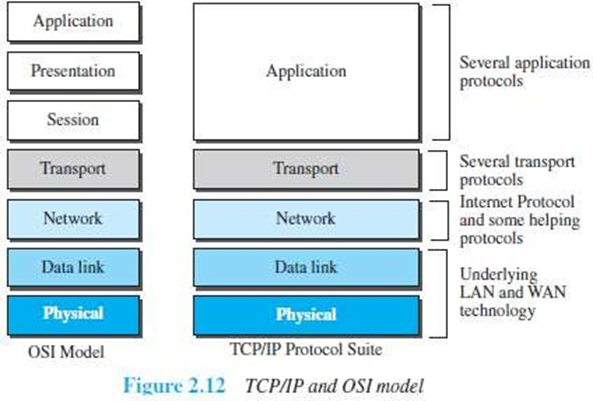 Application
Presentation
Session
Transport
Network
Data link
Physical
OSI Model
Application
Transport
Network
Data link
Physical
TCP/IP Protocol Suite
Several application
protocols
Several transport
protocols
Internet Protocol
and some helping
protocols
Underlying
LAN and WAN
technology
Figure 2.12 TCP/IP and OSI model